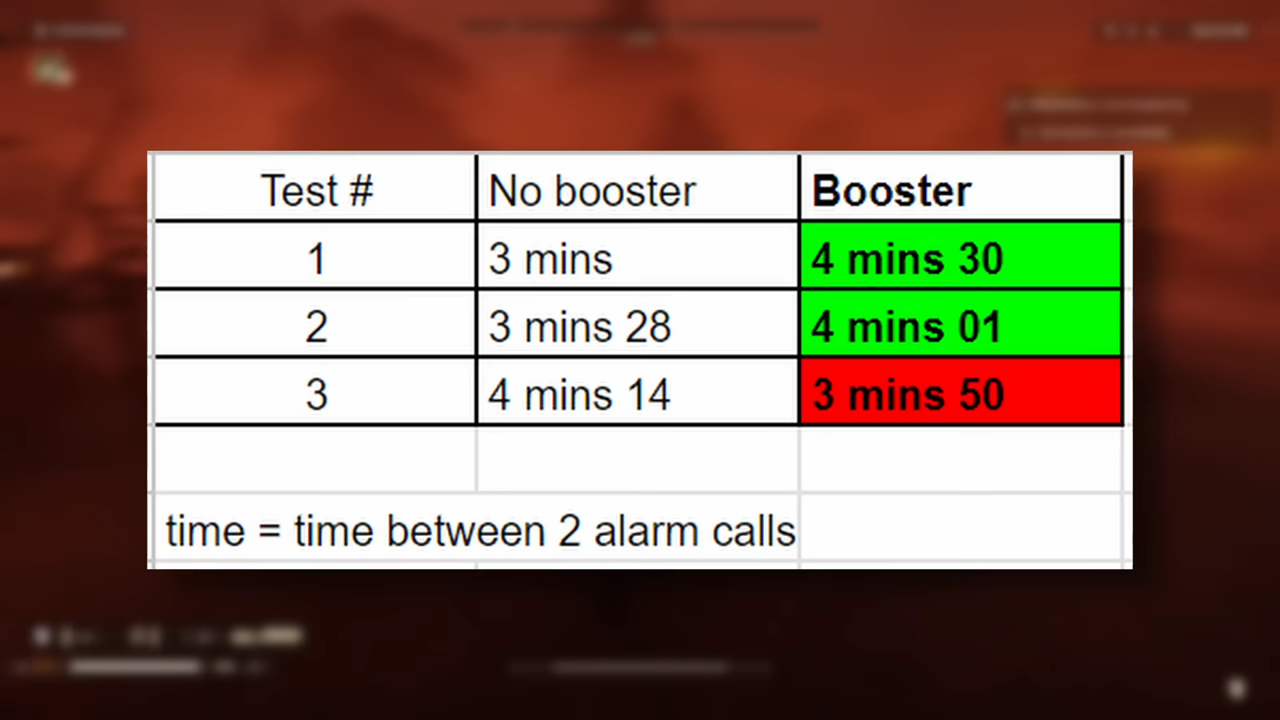 Test # No booster Booster
1 3 mins 4 mins 30
2 3 mins 28 4 mins 01
3 4 mins 14 3 mins 50
time = time between 2 alarm calls